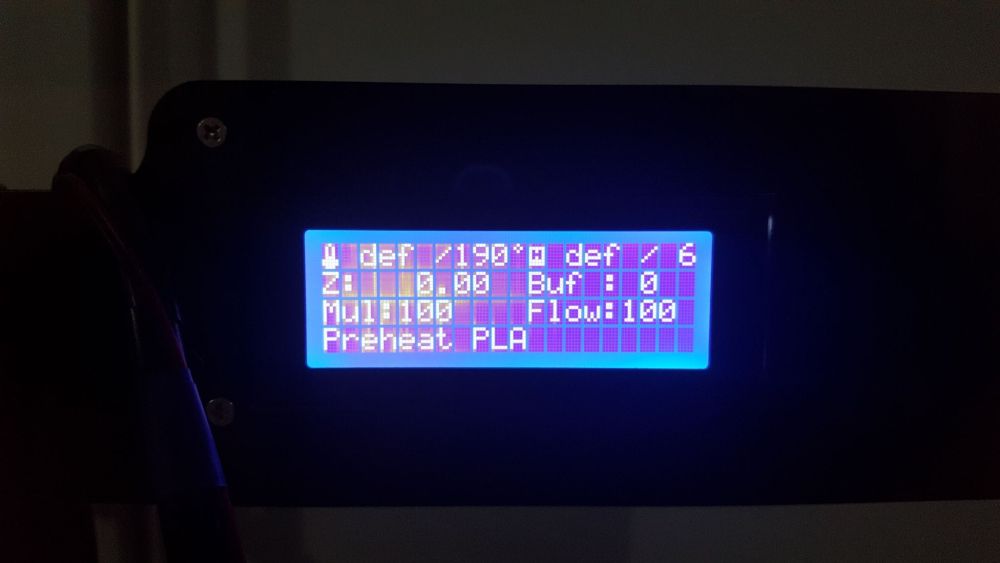 def /190° def / 6
Z: 0.00 Buf : 0
Mul:100 Flow:100
Preheat PLA